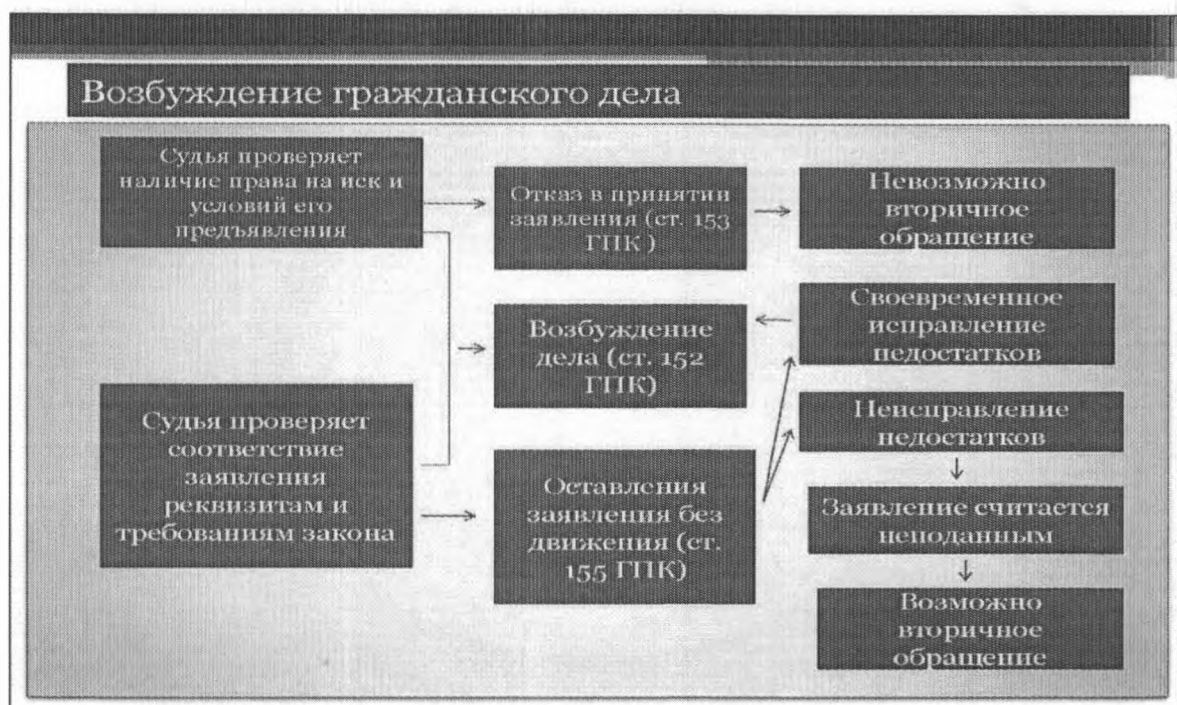 Возбуждение гражданского дела
Судья проверяет
наличие права на иск и
условий его
предъявления
Отказ в принятии
заявления (ст. 153
ГПК )
Невозможно
вторичное
обращение
Возбуждение
дела (ст. 152
ГПК)
Своевременное
исправление
недостатков
Судья проверяет
соответствие
заявления
реквизитам и
требованиям закона
Оставления
заявления без
движения (ст.
155 ГПК)
Неисправление
недостатков
Заявление считается
неподанным
Возможно
вторичное
обращение